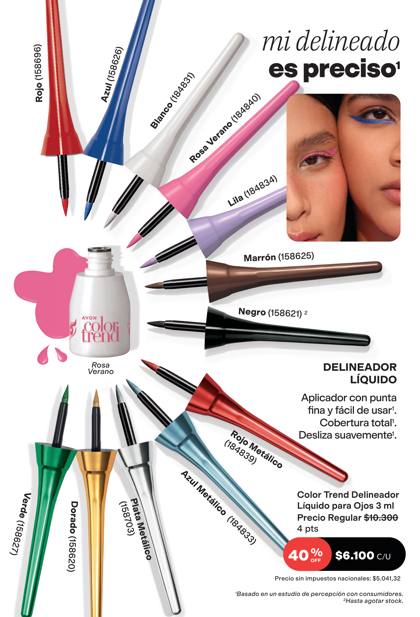 mi delineado
es preciso¹
Rojo (158696)
Azul (158626)
Blanco (184831)
Rosa Verano (184840)
Lila (184834)
Marrón (158625)
Negro (158621) ²
AVON
color
trend
Rosa
Verano
DELINEADOR
LÍQUIDO
Aplicador con punta
fina y fácil de usar¹.
Cobertura total¹.
Desliza suavemente¹.
Rojo Metálico
(184839)
Azul Metálico
(184833)
Plata Metálico
(158703)
Dorado (158620)
Verde (158627)
Color Trend Delineador
Líquido para Ojos 3 ml
Precio Regular $10.300
4 pts
40% OFF
$6.100 C/U
Precio sin impuestos nacionales: $5.041,32
¹Basado en un estudio de percepción con consumidores.
²Hasta agotar stock.